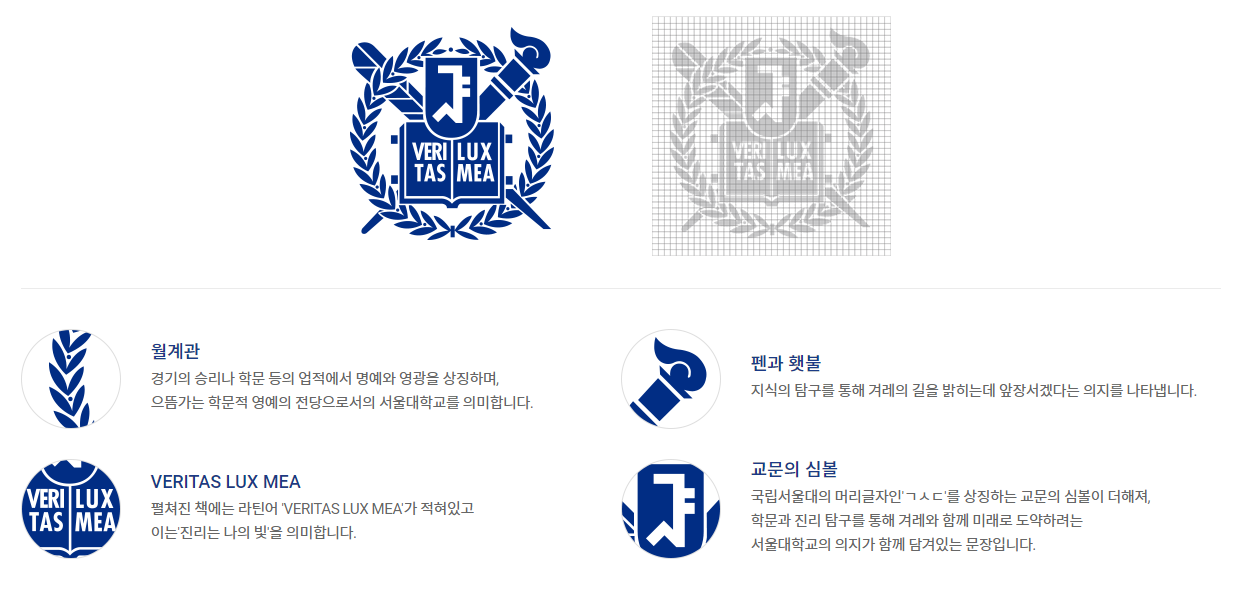 VERI LUX
TAS MEA
VERI LUX
TAS MEA
월계관
경기의 승리나 학문 등의 업적에서 명예와 영광을 상징하며,
으뜸가는 학문적 영예의 전당으로서의 서울대학교를 의미합니다.
펜과 횃불
지식의 탐구를 통해 겨레의 길을 밝히는데 앞장서겠다는 의지를 나타냅니다.
VERI LUX
TAS MEA
VERITAS LUX MEA
펼쳐진 책에는 라틴어 'VERITAS LUX MEA'가 적혀있고
이는'진리는 나의 빛'을 의미합니다.
교문의 심볼
국립서울대의 머리글자인'ㄱㅅㄷ'를 상징하는 교문의 심볼이 더해져,
학문과 진리 탐구를 통해 겨레와 함께 미래로 도약하려는
서울대학교의 의지가 함께 담겨있는 문장입니다.